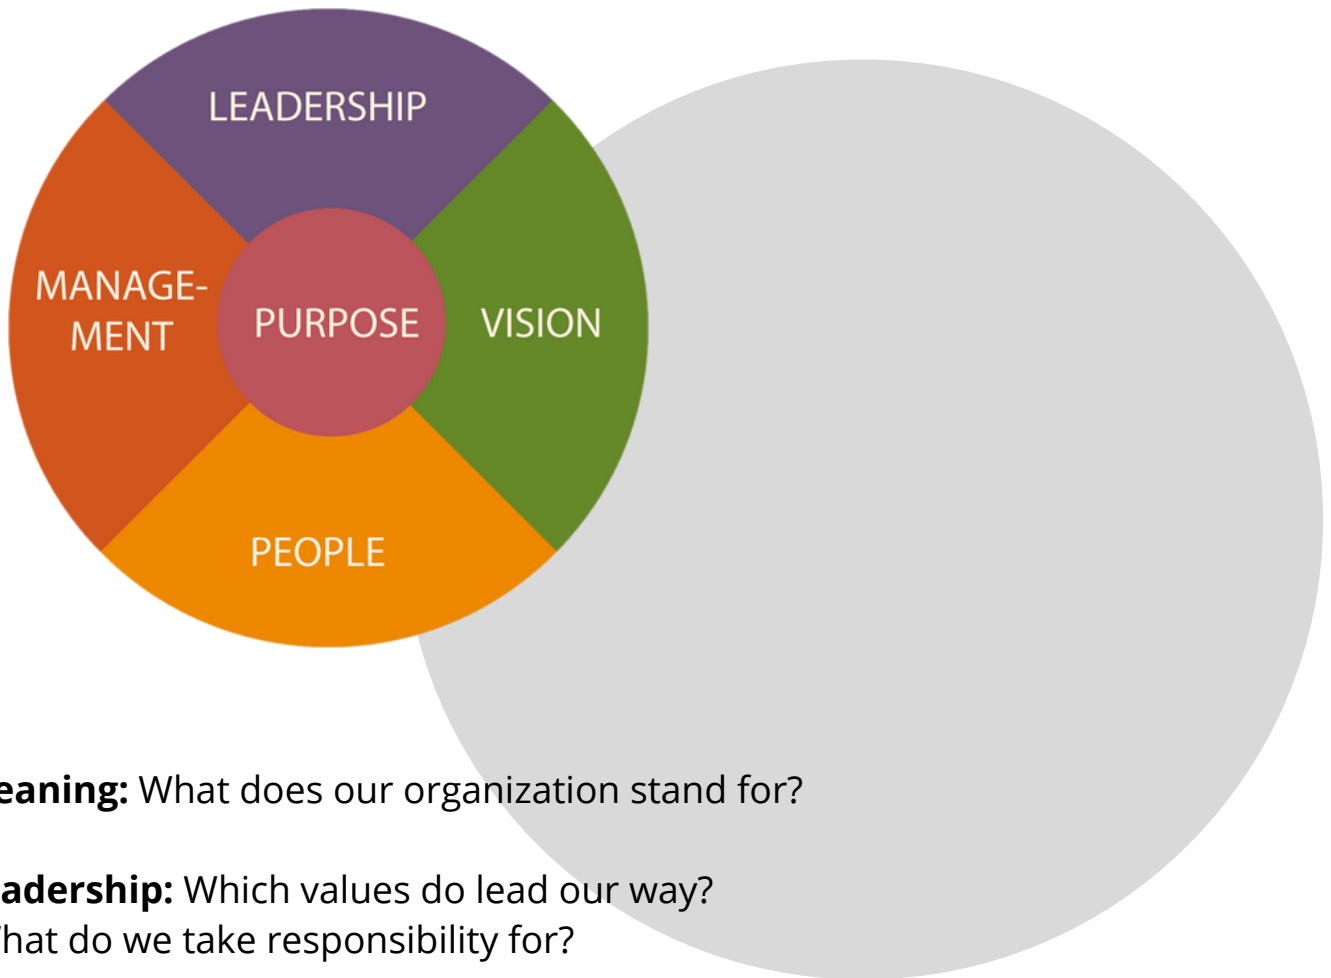 LEADERSHIP
MANAGE-
MENT
PURPOSE
VISION
PEOPLE
eaning: What does our organization stand for?
adership: Which values do lead our way?
hat do we take responsibility for?